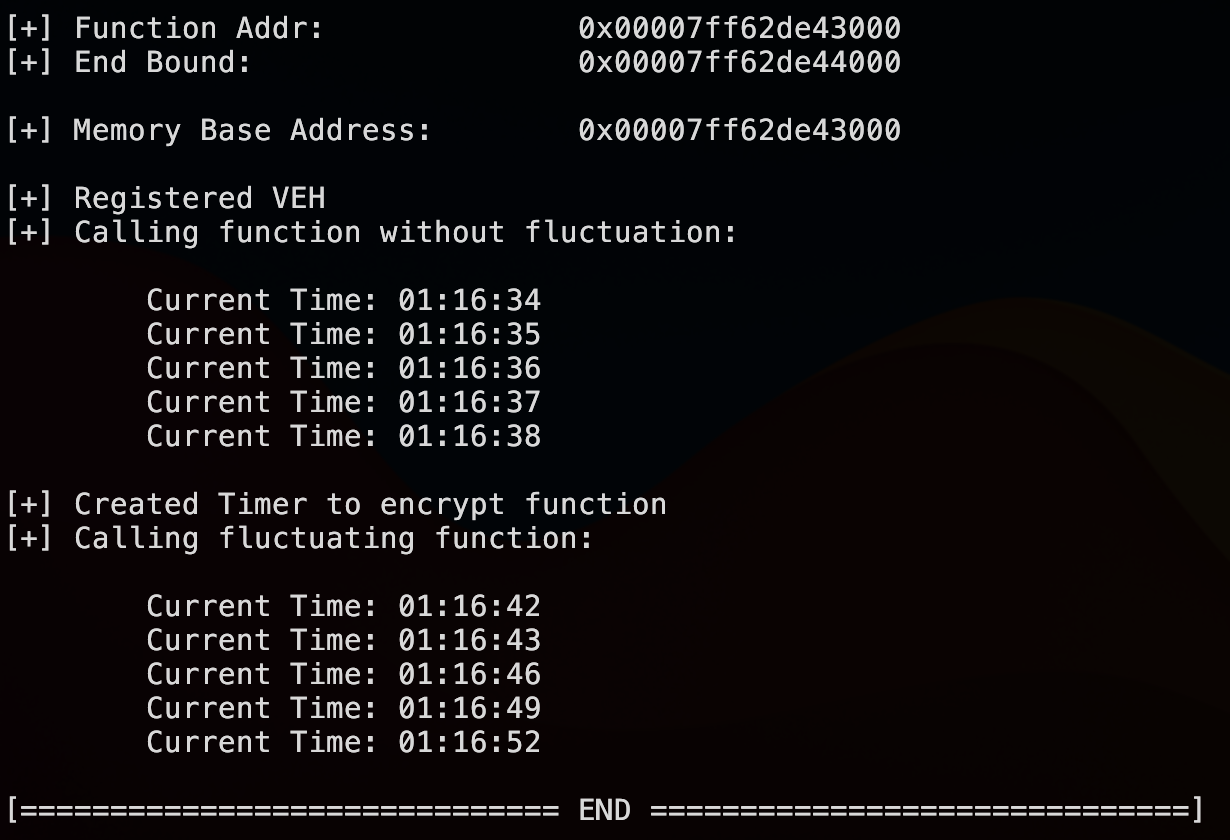 [+] Function Addr: 0x00007ff62de43000
[+] End Bound: 0x00007ff62de44000
[+] Memory Base Address: 0x00007ff62de43000
[+] Registered VEH
[+] Calling function without fluctuation:
Current Time: 01:16:34
Current Time: 01:16:35
Current Time: 01:16:36
Current Time: 01:16:37
Current Time: 01:16:38
[+] Created Timer to encrypt function
[+] Calling fluctuating function:
Current Time: 01:16:42
Current Time: 01:16:43
Current Time: 01:16:46
Current Time: 01:16:49
Current Time: 01:16:52
[============================== END ==============================]